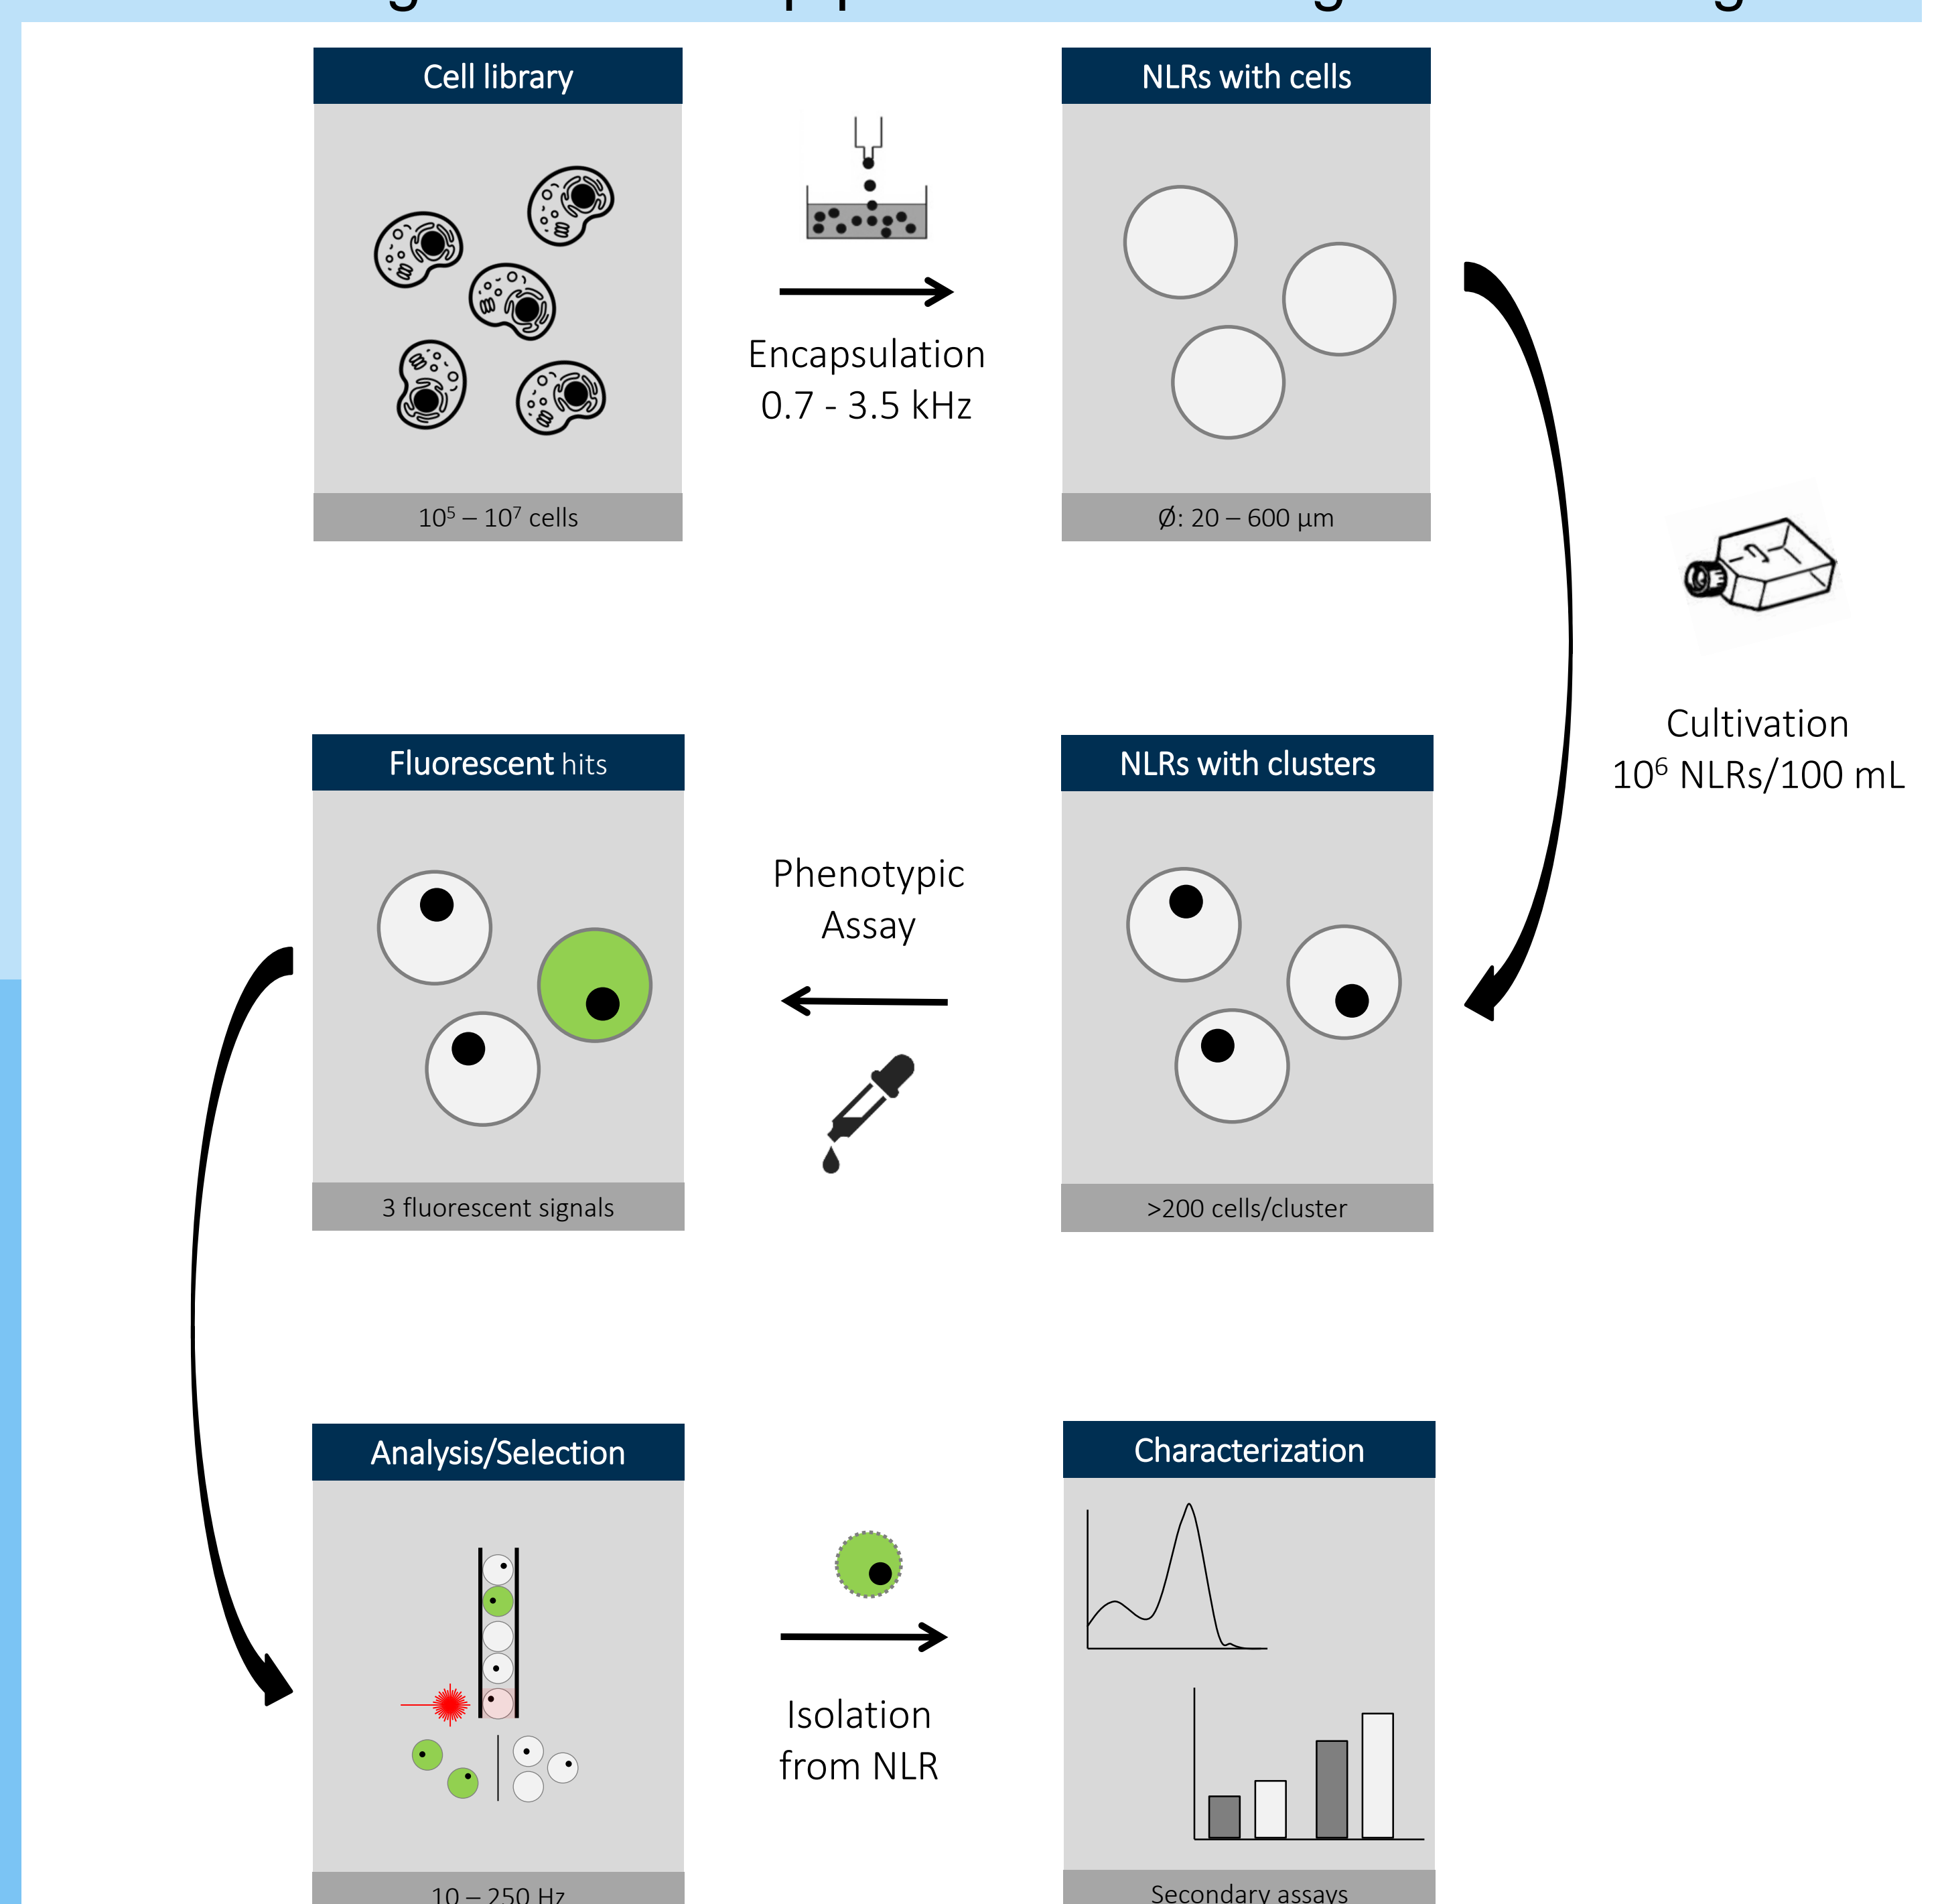 Cell library
NLRs with cells
Encapsulation
0.7 - 3.5 kHz
10⁵ – 10⁷ cells
Ø: 20 – 600 µm
Cultivation
10⁶ NLRs/100 mL
Fluorescent hits
NLRs with clusters
Phenotypic
Assay
3 fluorescent signals
>200 cells/cluster
Analysis/Selection
Characterization
Isolation
from NLR
10 – 250 Hz
Secondary assays